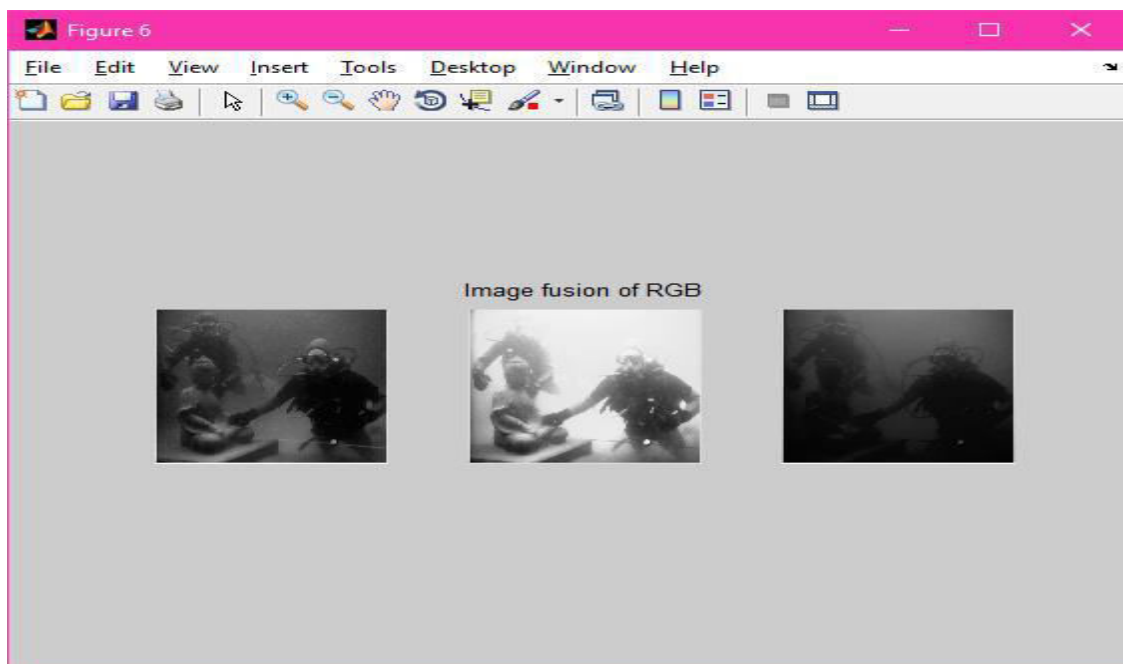 Figure 6
File Edit View Insert Tools Desktop Window Help
Image fusion of RGB